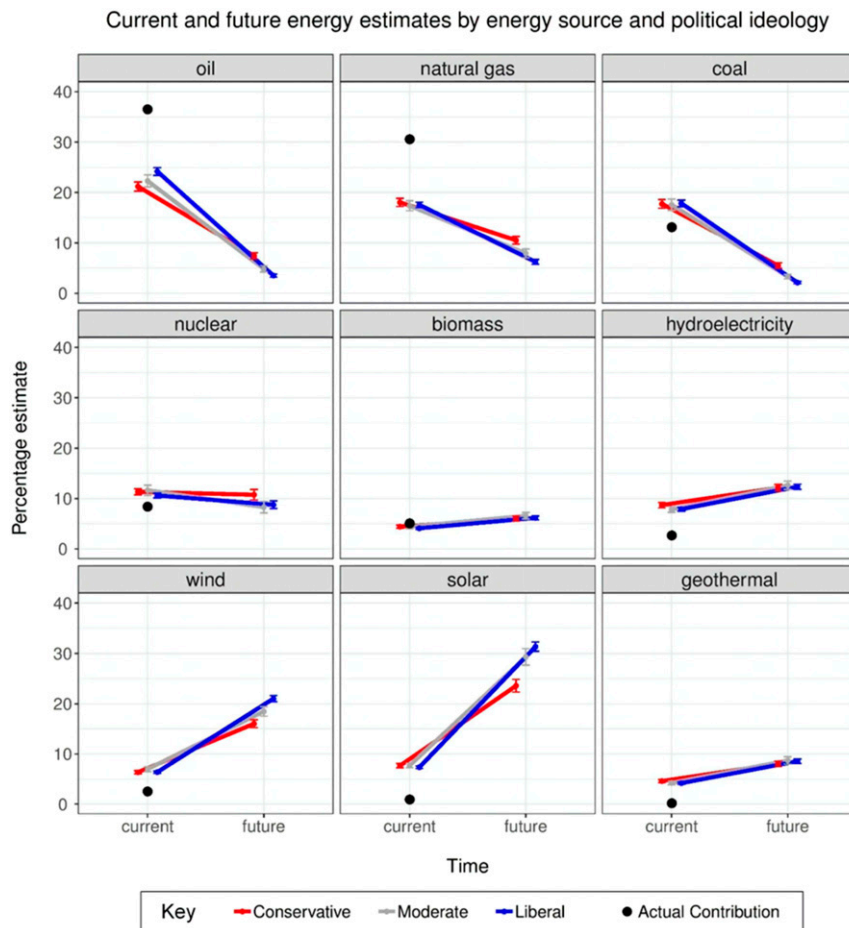 Current and future energy estimates by energy source and political ideology
oil natural gas coal
40
30
20
10
0
nuclear biomass hydroelectricity
40
30
20
10
0
Percentage estimate
wind solar geothermal
40
30
20
10
0
current future current future current future
Time
Key Conservative Moderate Liberal Actual Contribution